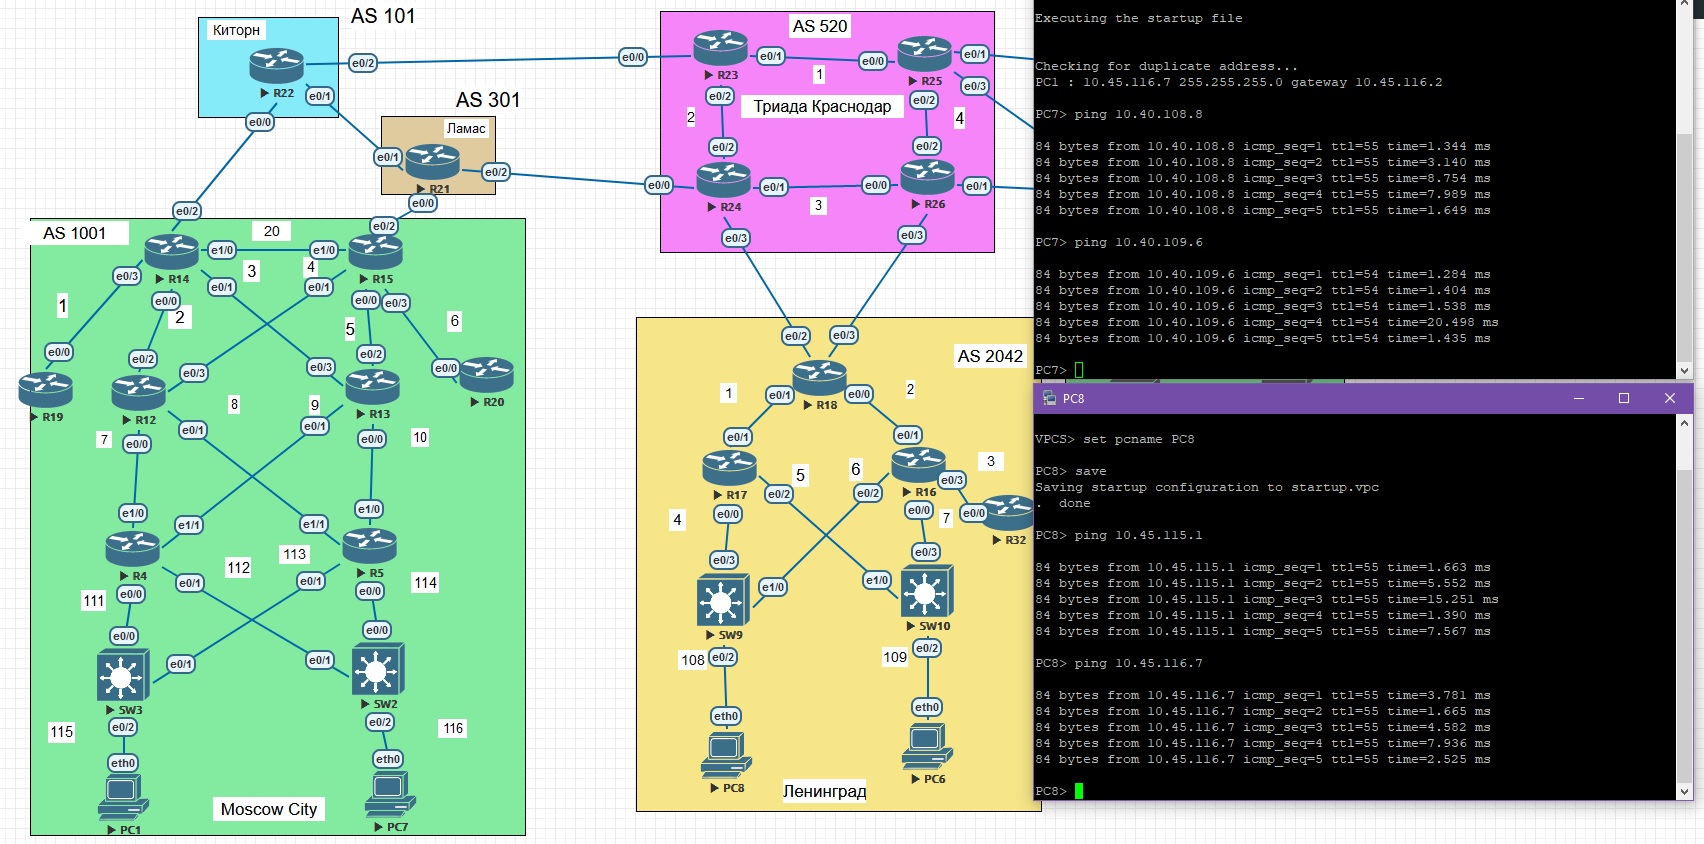 AS 101
Киторн
R22
e0/2
e0/1
e0/0
AS 301
Ламас
e0/1
R21
e0/2
e0/0
AS 520
e0/0
R23
e0/1
1
e0/0
R25
e0/1
e0/3
e0/2
e0/2
2
Триада Краснодар
4
e0/2
e0/2
e0/0
R24
e0/1
3
e0/0
R26
e0/1
e0/3
e0/3
AS 1001
e0/2
20
e0/2
R14
e1/0
e1/0
R15
3
4
e0/3
e0/1
e0/1
e0/0
e0/0
e0/3
1
2
5
6
e0/0
e0/2
e0/2
e0/3
e0/3
e0/0
R19
R12
R13
R20
8
9
7
e0/0
e0/1
e0/1
e0/0
10
e1/0
e1/1
e1/1
e1/0
R4
R5
112
113
114
111
e0/0
e0/1
e0/1
e0/0
e0/0
e0/1
e0/1
e0/0
SW3
SW2
115
e0/2
e0/2
116
eth0
eth0
PC1
PC7
Moscow City
e0/2
e0/3
AS 2042
R18
1
2
e0/1
e0/0
e0/1
e0/1
R17
R16
5
6
3
e0/2
e0/2
e0/3
4
e0/0
e0/0
7
e0/0
R32
e0/3
e0/3
e1/0
e1/0
SW9
SW10
108
e0/2
109
e0/2
eth0
eth0
PC8
PC6
Ленинград
Executing the startup file
Checking for duplicate address...
PC1 : 10.45.116.7 255.255.255.0 gateway 10.45.116.2
PC7> ping 10.40.108.8
84 bytes from 10.40.108.8 icmp_seq=1 ttl=55 time=1.344 ms
84 bytes from 10.40.108.8 icmp_seq=2 ttl=55 time=3.140 ms
84 bytes from 10.40.108.8 icmp_seq=3 ttl=55 time=8.754 ms
84 bytes from 10.40.108.8 icmp_seq=4 ttl=55 time=7.989 ms
84 bytes from 10.40.108.8 icmp_seq=5 ttl=55 time=1.649 ms
PC7> ping 10.40.109.6
84 bytes from 10.40.109.6 icmp_seq=1 ttl=54 time=1.284 ms
84 bytes from 10.40.109.6 icmp_seq=2 ttl=54 time=1.404 ms
84 bytes from 10.40.109.6 icmp_seq=3 ttl=54 time=1.538 ms
84 bytes from 10.40.109.6 icmp_seq=4 ttl=54 time=20.498 ms
84 bytes from 10.40.109.6 icmp_seq=5 ttl=54 time=1.435 ms
PC7>
PC8
VPCS> set pcname PC8
PC8> save
Saving startup configuration to startup.vpc
.  done
PC8> ping 10.45.115.1
84 bytes from 10.45.115.1 icmp_seq=1 ttl=55 time=1.663 ms
84 bytes from 10.45.115.1 icmp_seq=2 ttl=55 time=5.552 ms
84 bytes from 10.45.115.1 icmp_seq=3 ttl=55 time=15.251 ms
84 bytes from 10.45.115.1 icmp_seq=4 ttl=55 time=1.390 ms
84 bytes from 10.45.115.1 icmp_seq=5 ttl=55 time=7.567 ms
PC8> ping 10.45.116.7
84 bytes from 10.45.116.7 icmp_seq=1 ttl=55 time=3.781 ms
84 bytes from 10.45.116.7 icmp_seq=2 ttl=55 time=1.665 ms
84 bytes from 10.45.116.7 icmp_seq=3 ttl=55 time=4.582 ms
84 bytes from 10.45.116.7 icmp_seq=4 ttl=55 time=7.936 ms
84 bytes from 10.45.116.7 icmp_seq=5 ttl=55 time=2.525 ms
PC8>